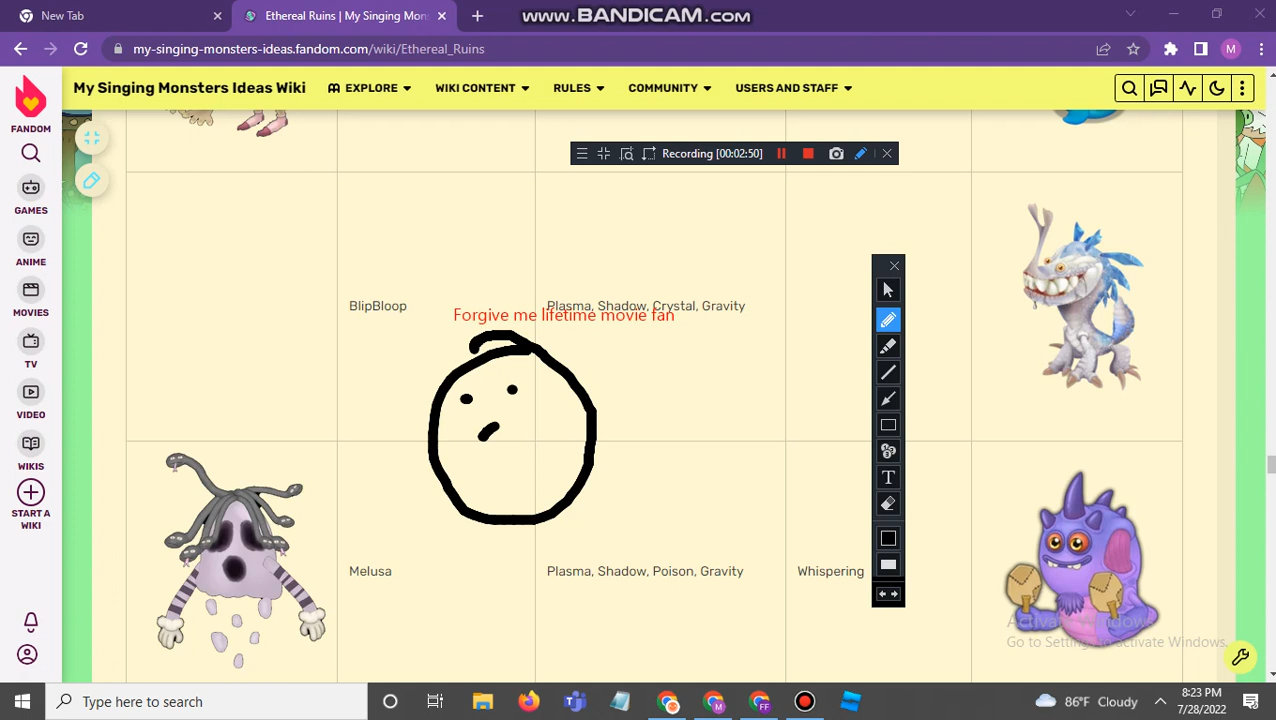 New Tab
Ethereal Ruins | My Singing Mons
www.BANDICAM.com
my-singing-monsters-ideas.fandom.com/wiki/Ethereal_Ruins
M
My Singing Monsters Ideas Wiki
EXPLORE
WIKI CONTENT
RULES
COMMUNITY
USERS AND STAFF
FANDOM
GAMES
ANIME
MOVIES
TV
VIDEO
WIKIS
START A
WIKI
Recording [00:02:50]
BlipBloop
Plasma, Shadow, Crystal, Gravity
Forgive me lifetime movie fan
Melusa
Plasma, Shadow, Poison, Gravity
Whispering
T
Activate Windows
Go to Settings to activate Windows.
Type here to search
86°F Cloudy
8:23 PM
7/28/2022